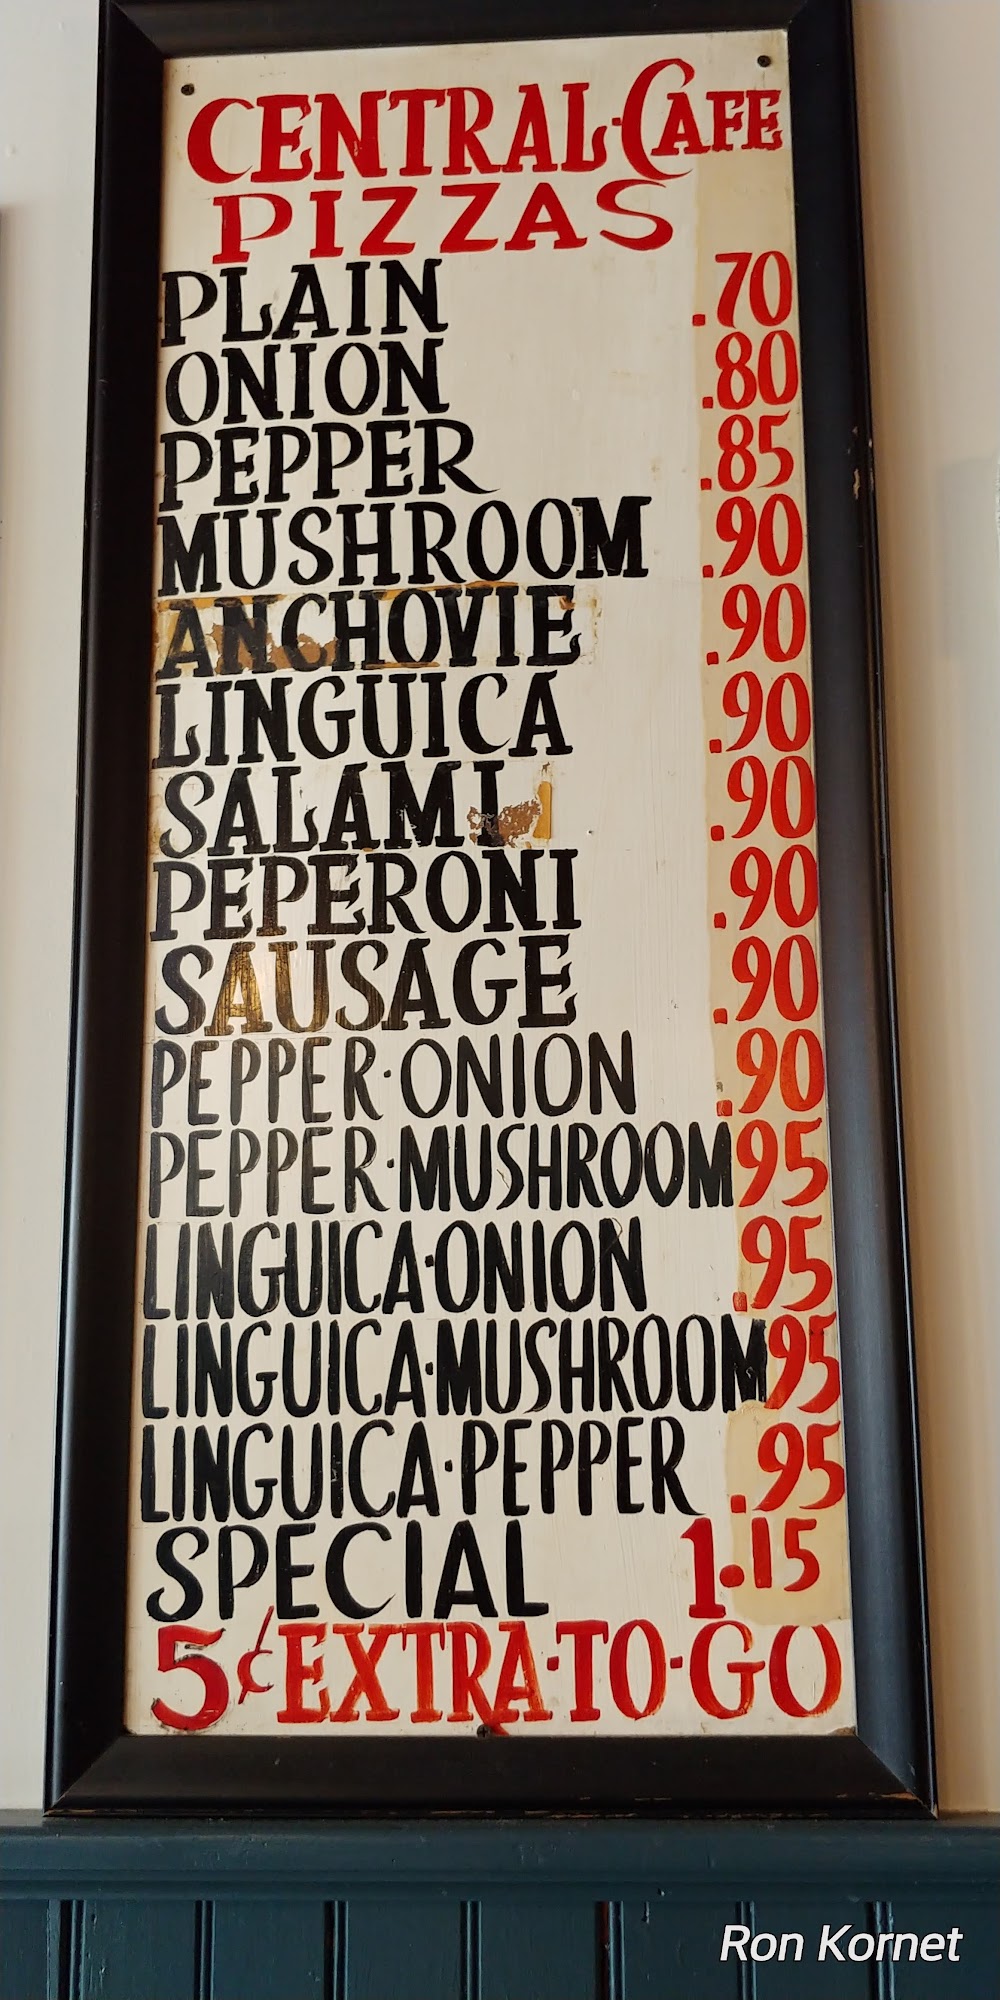 CENTRAL·CAFE
PIZZAS
PLAIN .70
ONION .80
PEPPER .85
MUSHROOM .90
ANCHOVIE .90
LINGUICA .90
SALAMI .90
PEPERONI .90
SAUSAGE .90
PEPPER·ONION .90
PEPPER·MUSHROOM 95
LINGUICA·ONION .95
LINGUICA·MUSHROOM 95
LINGUICA·PEPPER .95
SPECIAL 1.15
5¢ EXTRA·TO·GO
Ron Kornet